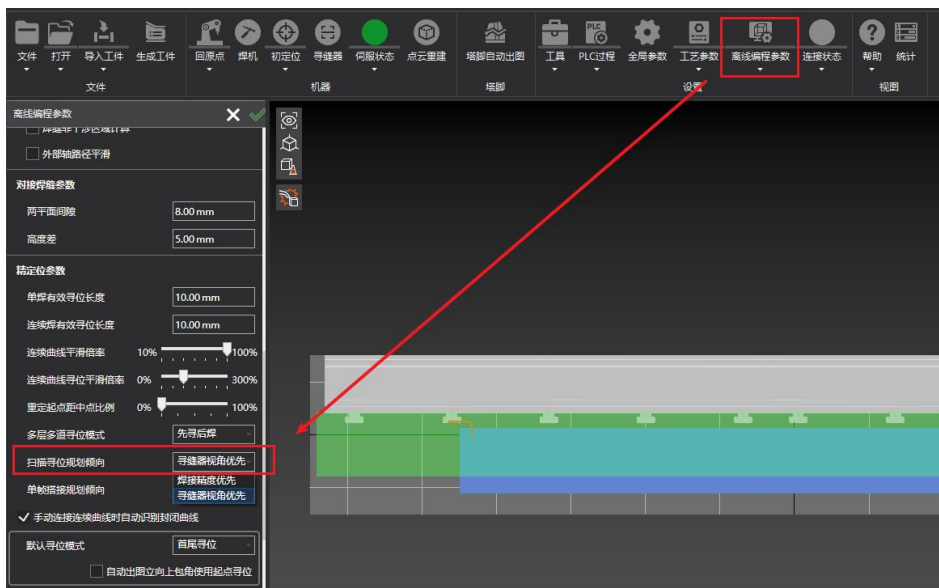 文件 打开 导入工件 生成工件 回原点 焊机 初定位 寻缝器 伺服状态 点云重建 塔脚自动出图 工具 PLC过程 全局参数 工艺参数 离线编程参数 连接状态 帮助 统计
文件 机器 塔脚 设置 视图
离线编程参数
外部轴路径平滑
对接焊缝参数
两平面间隙 8.00 mm
高度差 5.00 mm
精定位参数
单焊有效寻位长度 10.00 mm
连续焊有效寻位长度 10.00 mm
连续曲线平滑倍率 10% 100%
连续曲线寻位平滑倍率 0% 300%
重定起点距中点比例 0% 100%
多层多道寻位模式 先寻后焊
扫描寻位规划倾向 寻缝器视角优先
焊接精度优先
单帧搭接规划倾向 寻缝器视角优先
手动连接连续曲线时自动识别封闭曲线
默认寻位模式 首尾寻位
自动出图立向上包角使用起点寻位